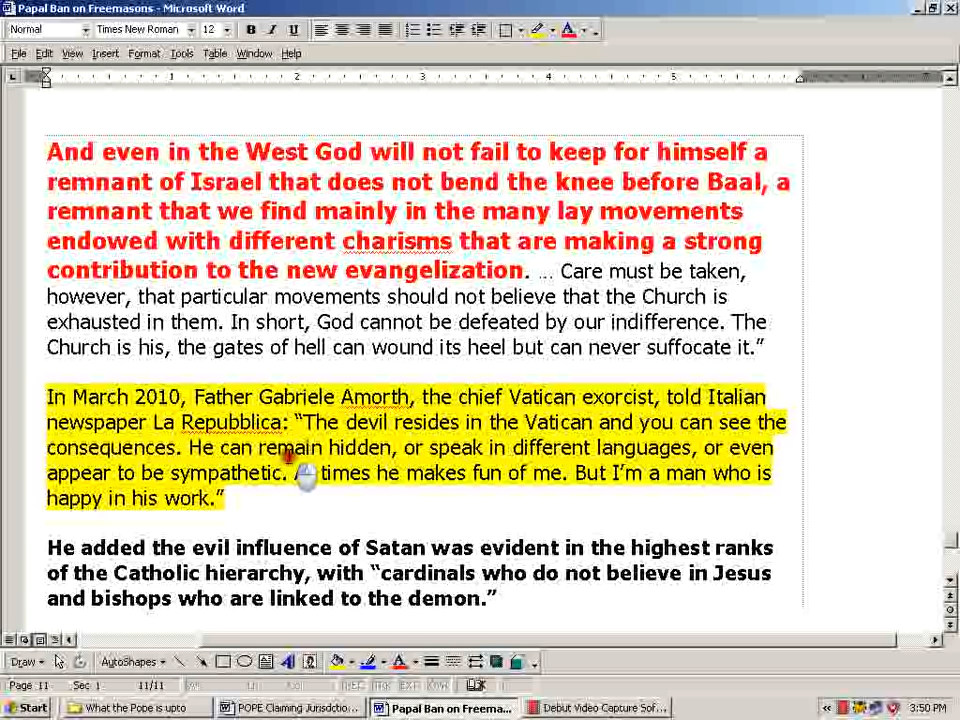 Papal Ban on Freemasons - Microsoft Word
Normal Times New Roman 12 B I U
File Edit View Insert Format Tools Table Window Help
1 2 3 4 5
And even in the West God will not fail to keep for himself a
remnant of Israel that does not bend the knee before Baal, a
remnant that we find mainly in the many lay movements
endowed with different charisms that are making a strong
contribution to the new evangelization. ... Care must be taken,
however, that particular movements should not believe that the Church is
exhausted in them. In short, God cannot be defeated by our indifference. The
Church is his, the gates of hell can wound its heel but can never suffocate it.”
In March 2010, Father Gabriele Amorth, the chief Vatican exorcist, told Italian
newspaper La Repubblica: “The devil resides in the Vatican and you can see the
consequences. He can remain hidden, or speak in different languages, or even
appear to be sympathetic. times he makes fun of me. But I’m a man who is
happy in his work.”
He added the evil influence of Satan was evident in the highest ranks
of the Catholic hierarchy, with “cardinals who do not believe in Jesus
and bishops who are linked to the demon.”
Draw AutoShapes
Page 11 Sec 1 11/11
Start What the Pope is upto POPE Claiming Jurisdction... Papal Ban on Freema... Debut Video Capture Sof... 3:50 PM